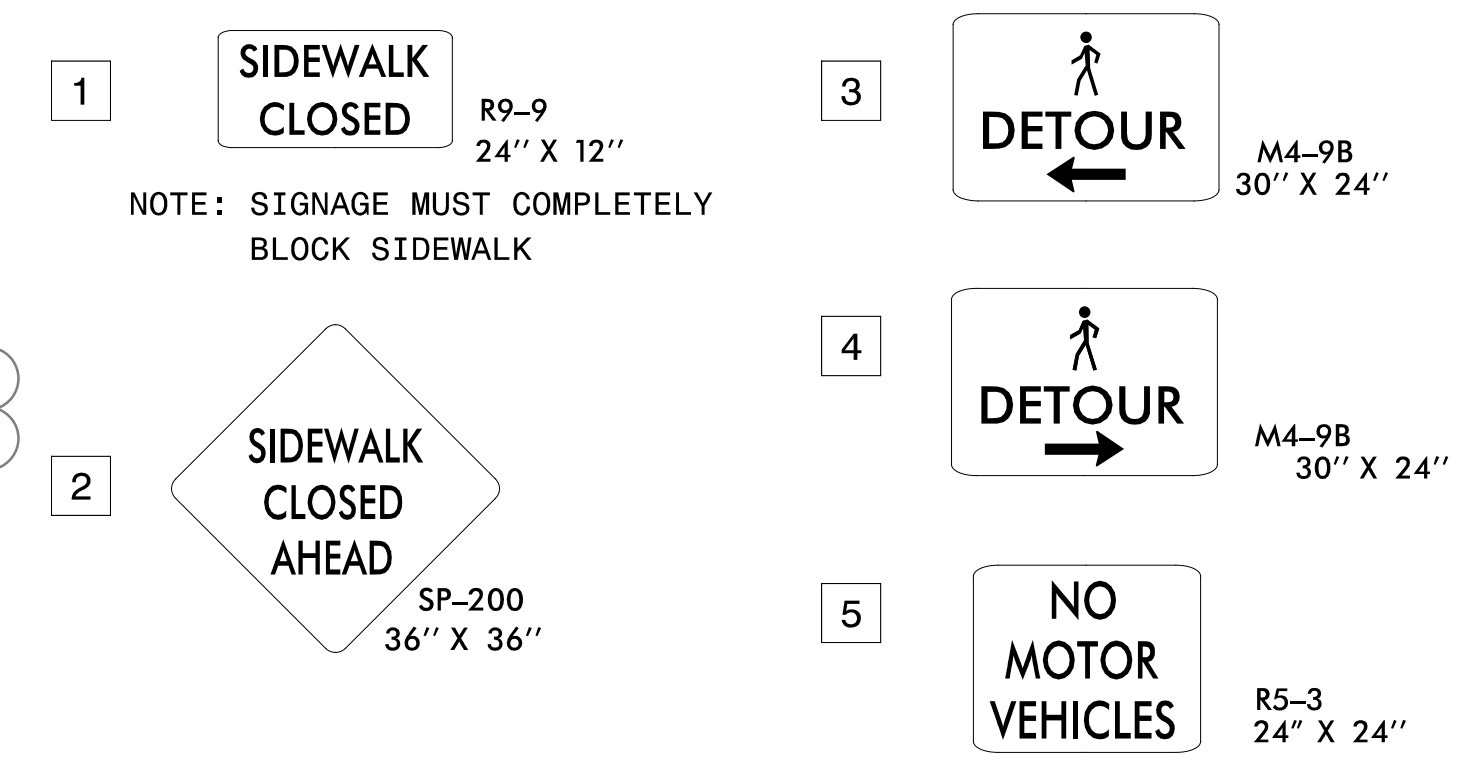 1
SIDEWALK
CLOSED
R9–9
24'' X 12''
NOTE: SIGNAGE MUST COMPLETELY
BLOCK SIDEWALK
2
SIDEWALK
CLOSED
AHEAD
SP–200
36'' X 36''
3
DETOUR
M4–9B
30'' X 24''
4
DETOUR
M4–9B
30'' X 24''
5
NO
MOTOR
VEHICLES
R5–3
24" X 24''